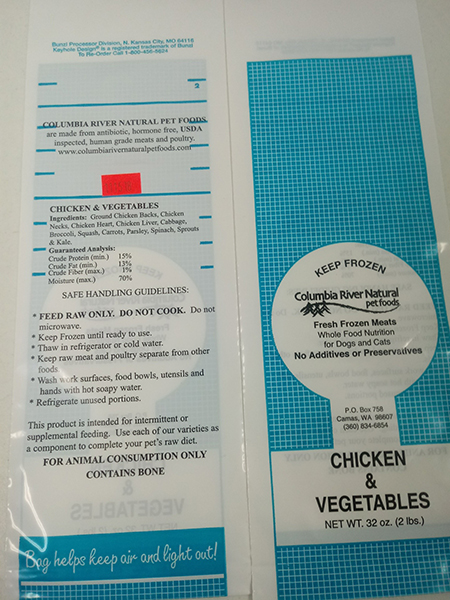 Bunzl Processor Division, N. Kansas City, MO 64116
Keyhole Design® is a registered trademark of Bunzl
To Re-Order Call 1-800-456-5624
2
COLUMBIA RIVER NATURAL PET FOODS
are made from antibiotic, hormone free, USDA
inspected, human grade meats and poultry.
www.columbiarivernaturalpetfoods.com
CHICKEN & VEGETABLES
Ingredients: Ground Chicken Backs, Chicken
Necks, Chicken Heart, Chicken Liver, Cabbage,
Broccoli, Squash, Carrots, Parsley, Spinach, Sprouts
& Kale.
Guaranteed Analysis:
Crude Protein (min.) 15%
Crude Fat (min.) 13%
Crude Fiber (max.) 1%
Moisture (max.) 70%
SAFE HANDLING GUIDELINES:
* FEED RAW ONLY. DO NOT COOK. Do not
microwave.
* Keep Frozen until ready to use.
* Thaw in refrigerator or cold water.
* Keep raw meat and poultry separate from other
foods.
* Wash work surfaces, food bowls, utensils and
hands with hot soapy water.
* Refrigerate unused portions.
This product is intended for intermittent or
supplemental feeding. Use each of our varieties as
a component to complete your pet's raw diet.
FOR ANIMAL CONSUMPTION ONLY
CONTAINS BONE
Bag helps keep air and light out!
KEEP FROZEN
Columbia River Natural
pet foods
Fresh Frozen Meats
Whole Food Nutrition
for Dogs and Cats
No Additives or Preservatives
P.O. Box 758
Camas, WA 98607
(360) 834-6854
CHICKEN
&
VEGETABLES
NET WT. 32 oz. (2 lbs.)